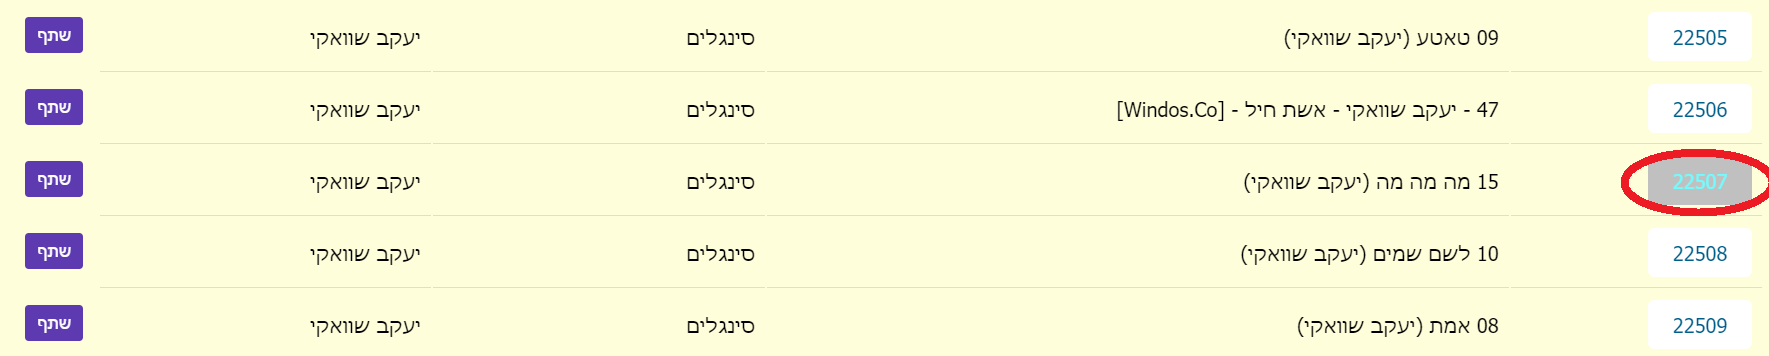 22505 09 טאטע (יעקב שוואקי) סינגלים יעקב שוואקי שתף
22506 47 - יעקב שוואקי - אשת חיל - [Windos.Co] סינגלים יעקב שוואקי שתף
22507 15 מה מה מה (יעקב שוואקי) סינגלים יעקב שוואקי שתף
22508 10 לשם שמים (יעקב שוואקי) סינגלים יעקב שוואקי שתף
22509 08 אמת (יעקב שוואקי) סינגלים יעקב שוואקי שתף